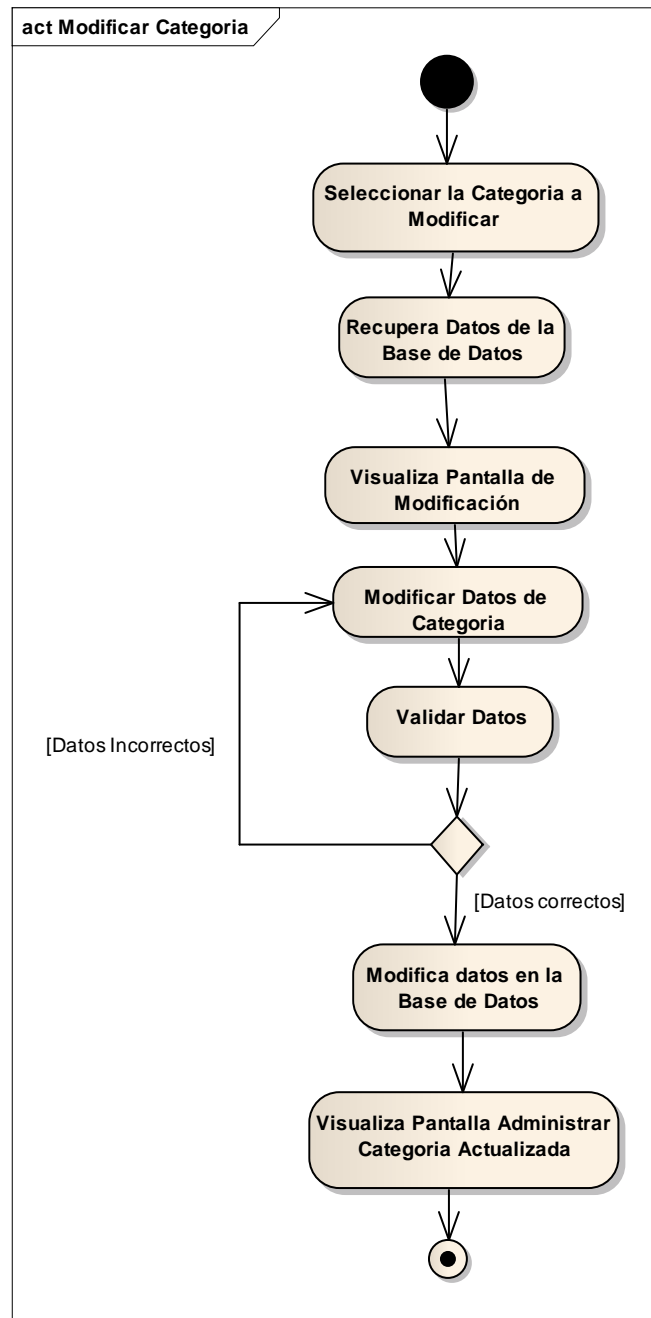 act Modificar Categoria
Seleccionar la Categoria a
Modificar
Recupera Datos de la
Base de Datos
Visualiza Pantalla de
Modificación
Modificar Datos de
Categoria
Validar Datos
[Datos Incorrectos]
[Datos correctos]
Modifica datos en la
Base de Datos
Visualiza Pantalla Administrar
Categoria Actualizada